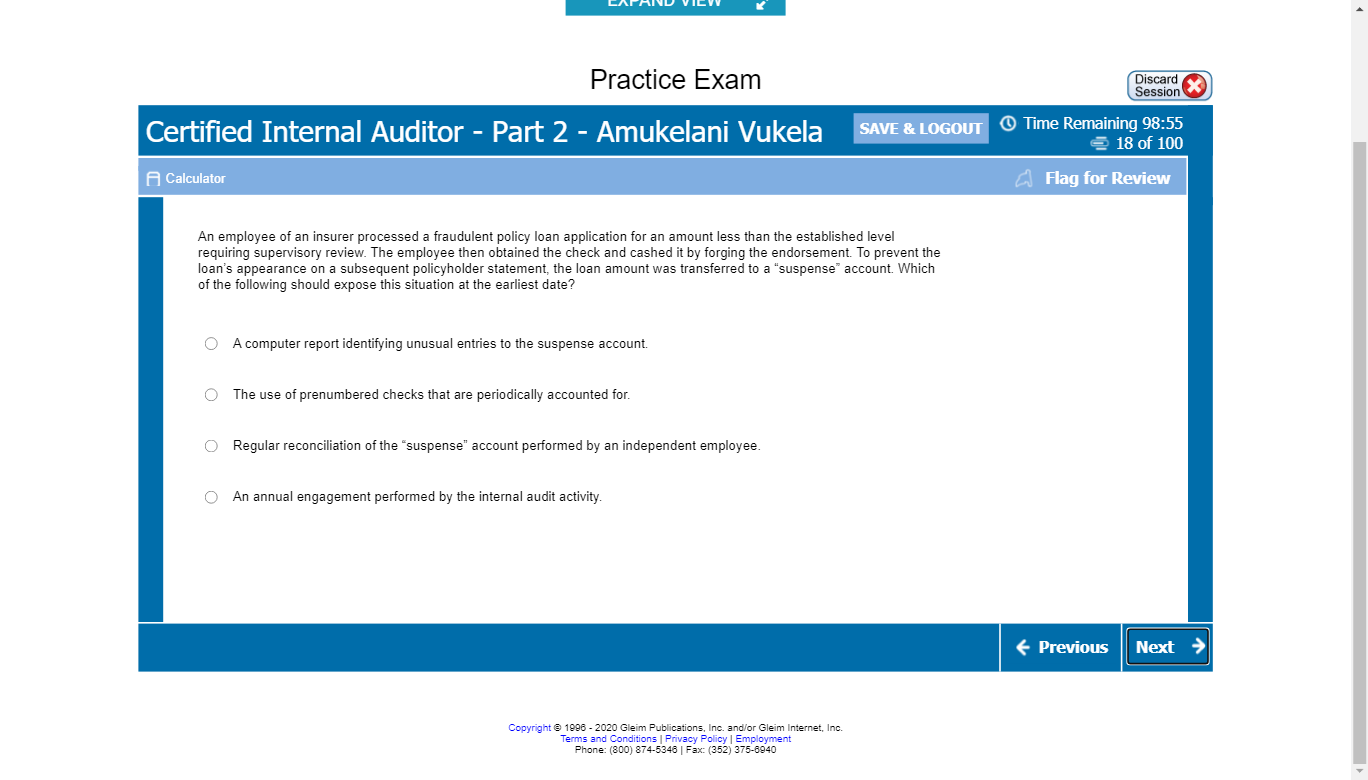 EXPAND VIEW
Practice Exam
Discard
Session
Certified Internal Auditor - Part 2 - Amukelani Vukela
SAVE & LOGOUT
Time Remaining 98:55
18 of 100
Calculator
Flag for Review
An employee of an insurer processed a fraudulent policy loan application for an amount less than the established level
requiring supervisory review. The employee then obtained the check and cashed it by forging the endorsement. To prevent the
loan's appearance on a subsequent policyholder statement, the loan amount was transferred to a “suspense” account. Which
of the following should expose this situation at the earliest date?
A computer report identifying unusual entries to the suspense account.
The use of prenumbered checks that are periodically accounted for.
Regular reconciliation of the “suspense” account performed by an independent employee.
An annual engagement performed by the internal audit activity.
Previous
Next
Copyright © 1996 - 2020 Gleim Publications, Inc. and/or Gleim Internet, Inc.
Terms and Conditions | Privacy Policy | Employment
Phone: (800) 874-5346 | Fax: (352) 375-6940